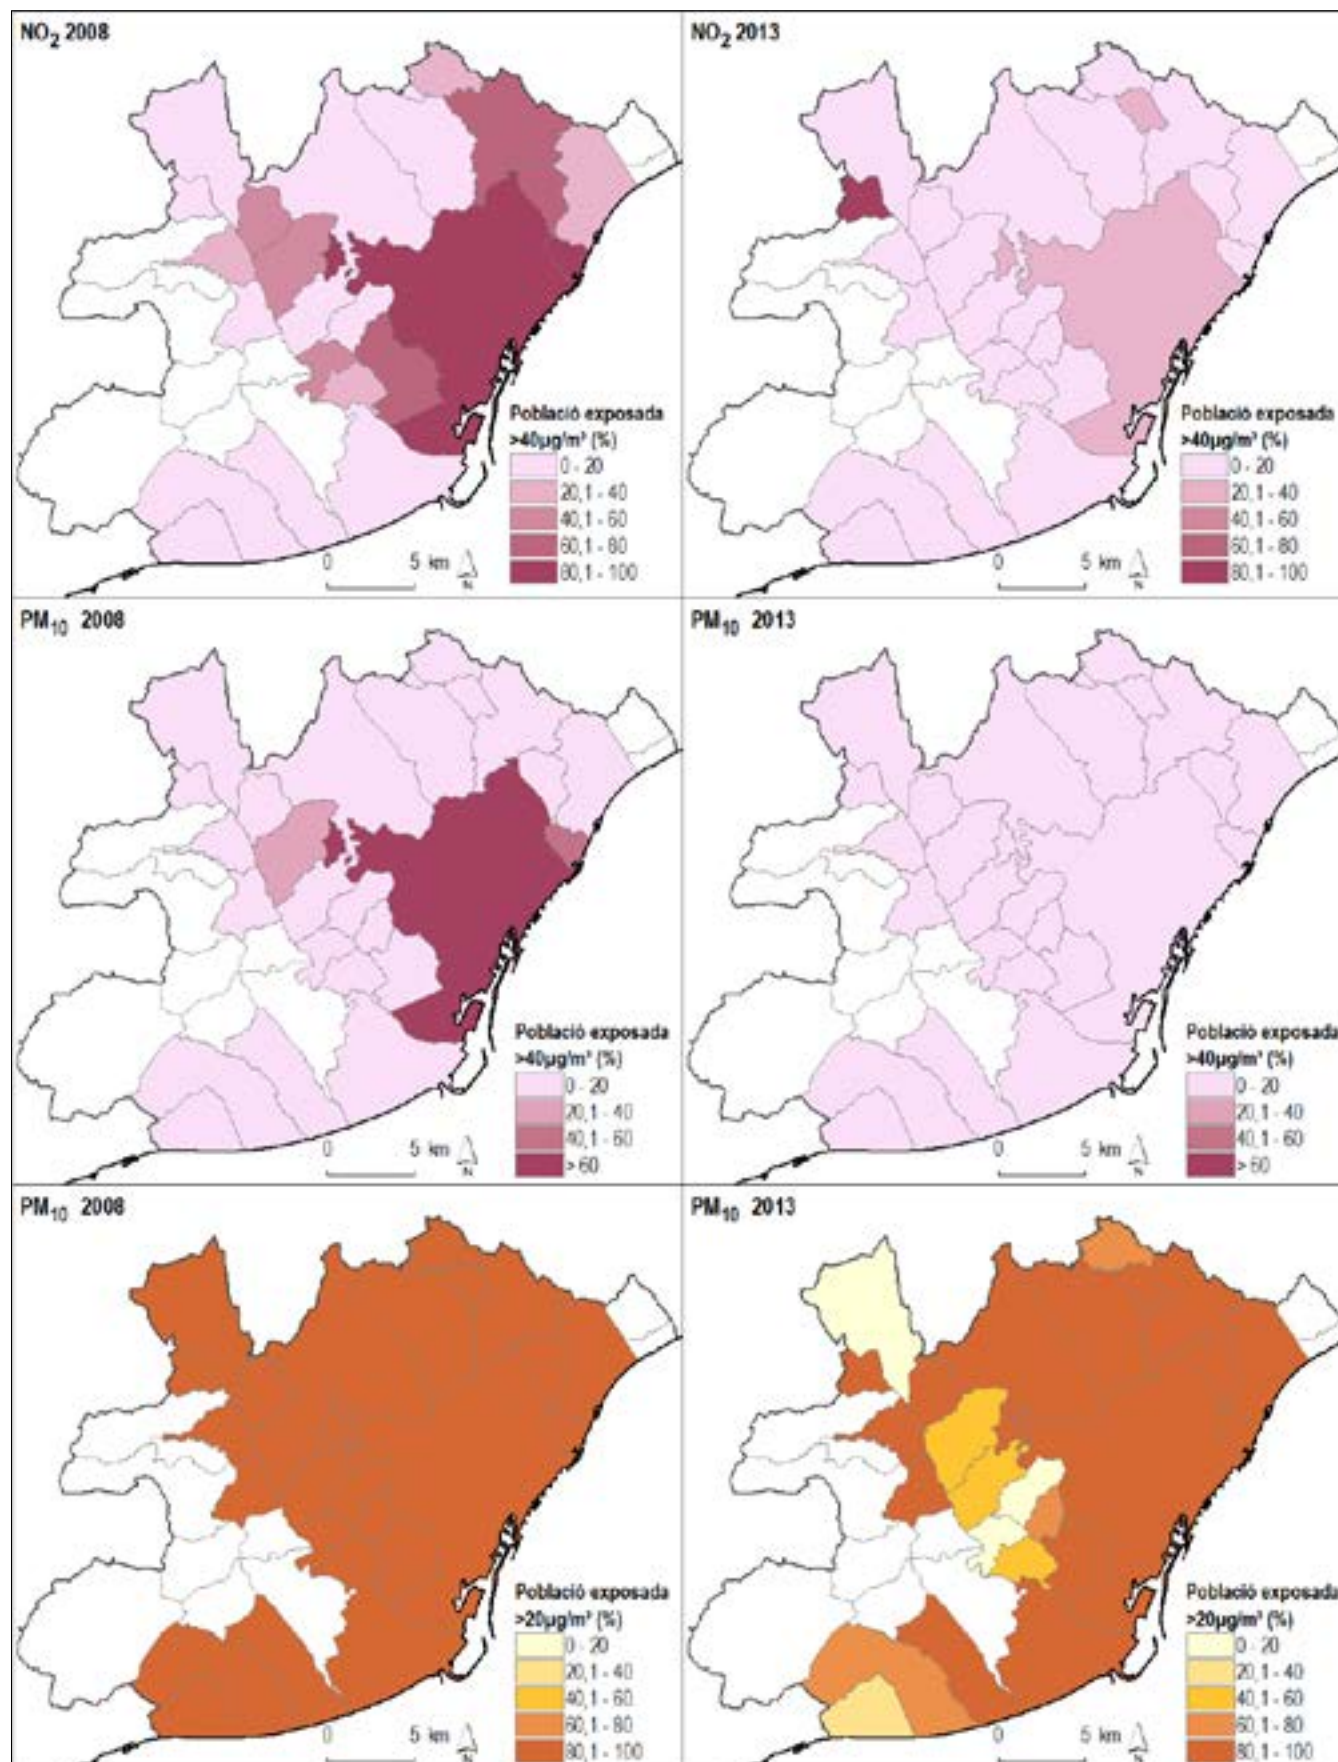 NO₂ 2008
Població exposada
>40µg/m³ (%)
0 - 20
20,1 - 40
40,1 - 60
60,1 - 80
80,1 - 100
0 5 km
N
NO₂ 2013
Població exposada
>40µg/m³ (%)
0 - 20
20,1 - 40
40,1 - 60
60,1 - 80
80,1 - 100
0 5 km
N
PM₁₀ 2008
Població exposada
>40µg/m³ (%)
0 - 20
20,1 - 40
40,1 - 60
> 60
0 5 km
N
PM₁₀ 2013
Població exposada
>40µg/m³ (%)
0 - 20
20,1 - 40
40,1 - 60
> 60
0 5 km
N
PM₁₀ 2008
Població exposada
>20µg/m³ (%)
0 - 20
20,1 - 40
40,1 - 60
60,1 - 80
80,1 - 100
0 5 km
N
PM₁₀ 2013
Població exposada
>20µg/m³ (%)
0 - 20
20,1 - 40
40,1 - 60
60,1 - 80
80,1 - 100
0 5 km
N